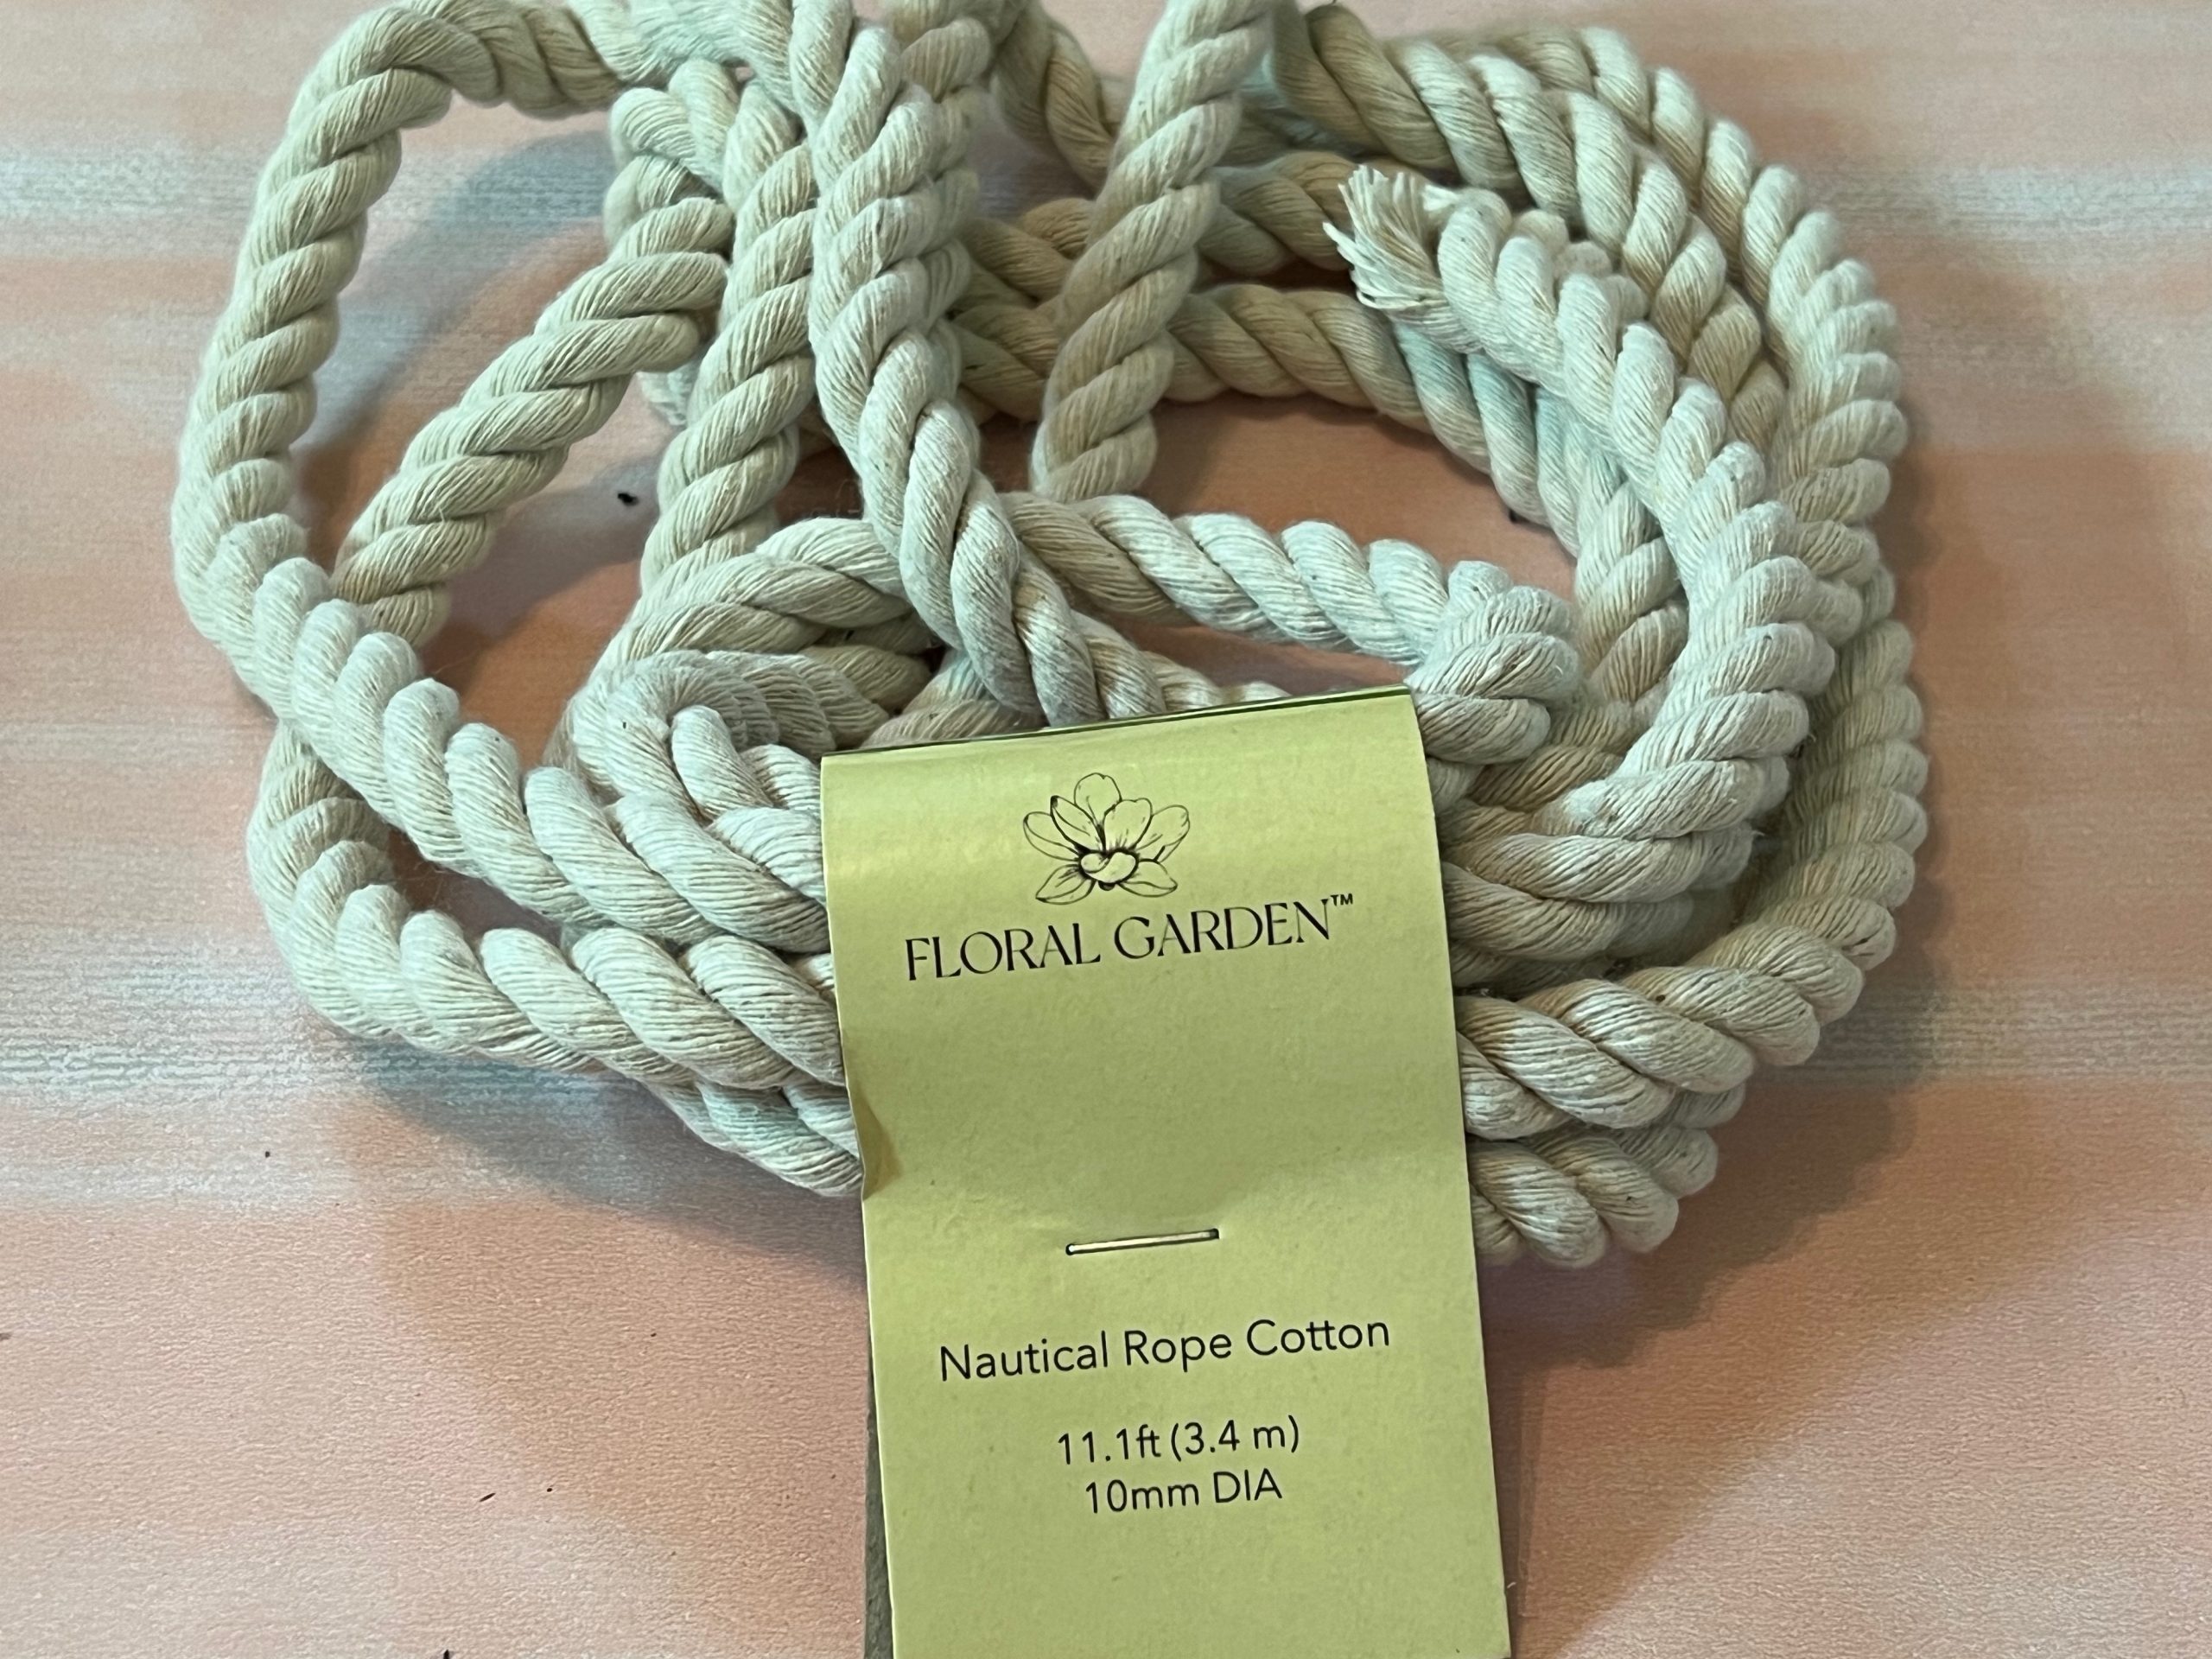 FLORAL GARDEN™
Nautical Rope Cotton
11.1ft (3.4 m)
10mm DIA